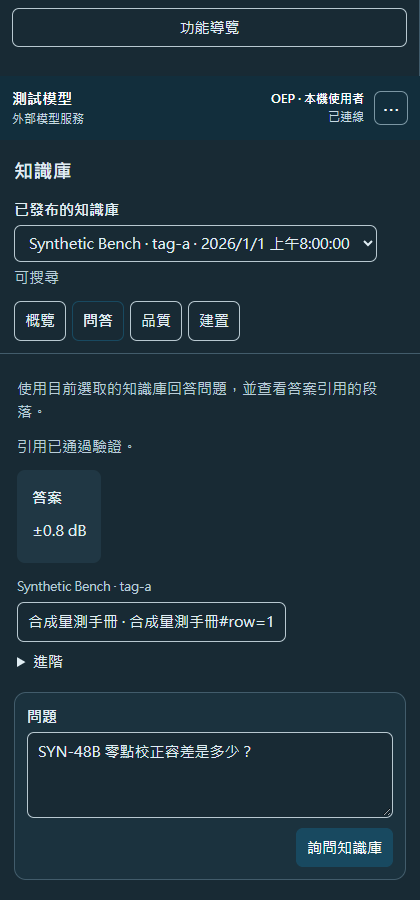 功能導覽
測試模型
外部模型服務
OEP · 本機使用者
已連線
...
知識庫
已發布的知識庫
Synthetic Bench · tag-a · 2026/1/1 上午8:00:00
可搜尋
概覽 問答 品質 建置
使用目前選取的知識庫回答問題，並查看答案引用的段
落。
引用已通過驗證。
答案
±0.8 dB
Synthetic Bench · tag-a
合成量測手冊 · 合成量測手冊#row=1
進階
問題
SYN-48B 零點校正容差是多少？
詢問知識庫